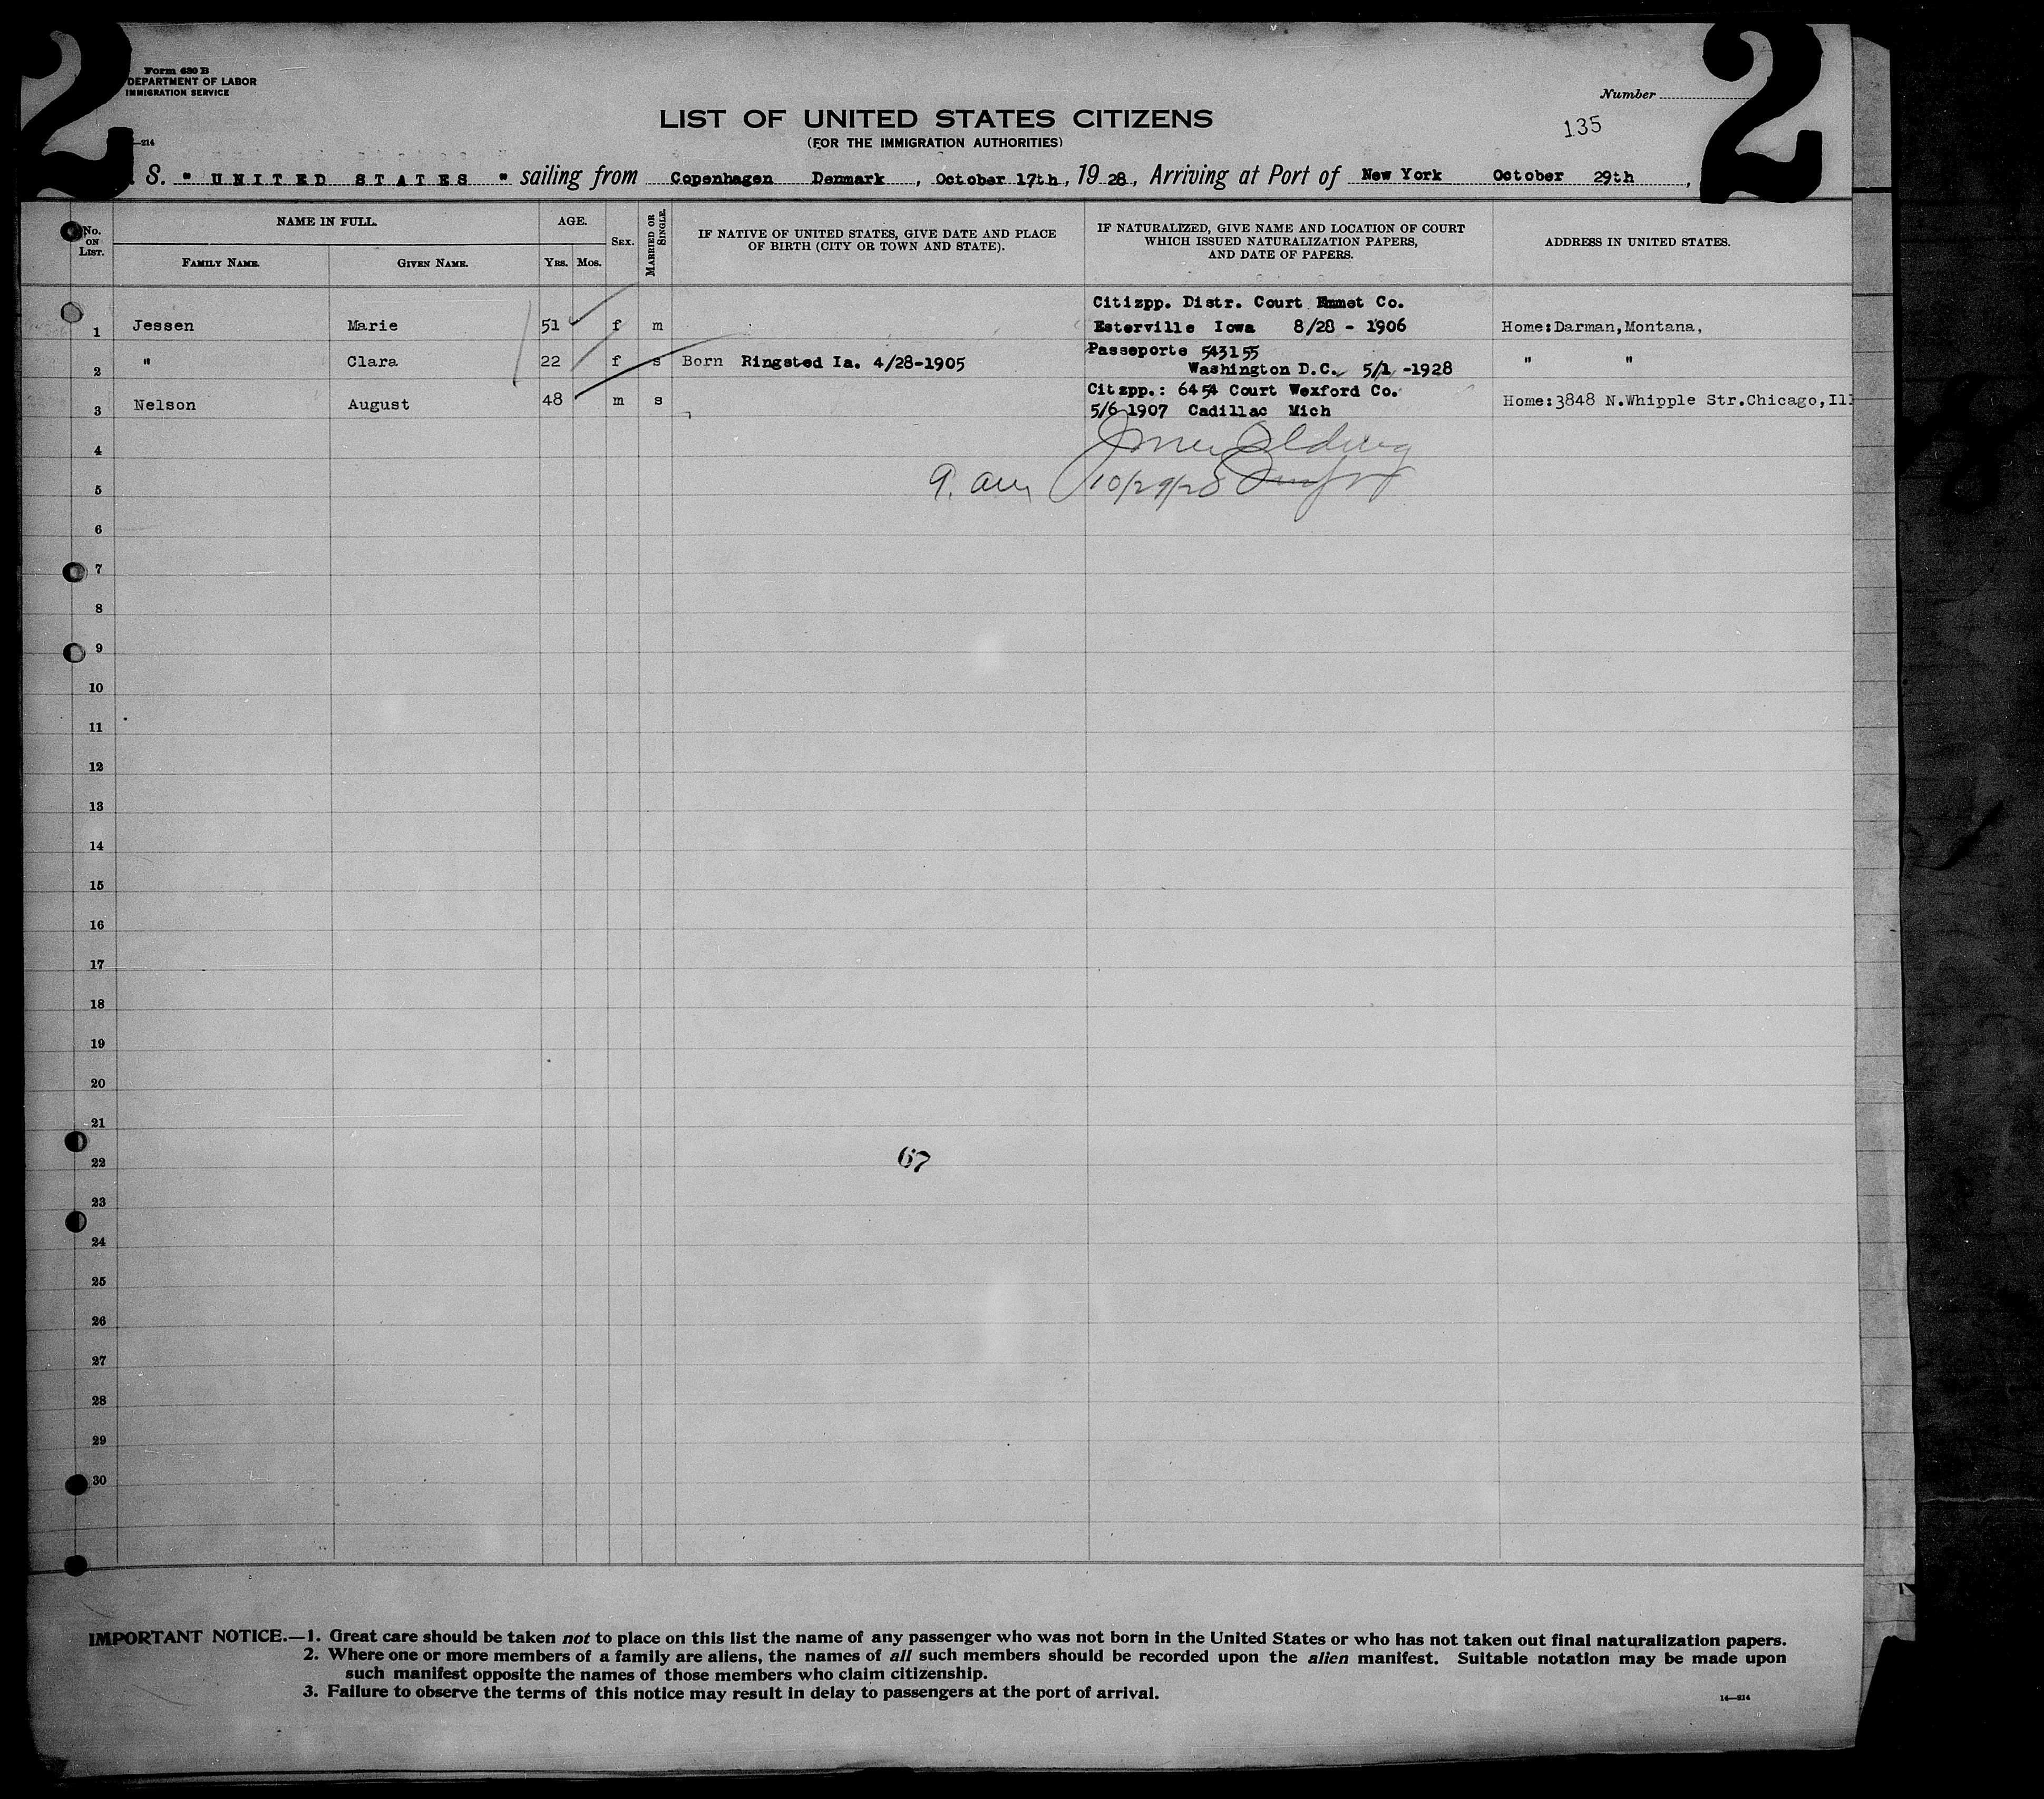 2 2
Form 630 B
DEPARTMENT OF LABOR
IMMIGRATION SERVICE
Number
135
LIST OF UNITED STATES CITIZENS
(FOR THE IMMIGRATION AUTHORITIES)
—214
S. " UNITED STATES " sailing from Copenhagen Denmark, October 17th, 1928, Arriving at Port of New York October 29th,
No. ON LIST.
NAME IN FULL.
FAMILY NAME. GIVEN NAME.
AGE.
YRS. MOS.
SEX.
MARRIED OR SINGLE.
IF NATIVE OF UNITED STATES, GIVE DATE AND PLACE
OF BIRTH (CITY OR TOWN AND STATE).
IF NATURALIZED, GIVE NAME AND LOCATION OF COURT
WHICH ISSUED NATURALIZATION PAPERS,
AND DATE OF PAPERS.
ADDRESS IN UNITED STATES.
Citizpp. Distr. Court Emmet Co.
1 Jessen Marie 51 f m Esterville Iowa 8/28 - 1906 Home:Darman,Montana,
Passeporte 543155
2 " Clara 22 f s Born Ringsted Ia. 4/28-1905 Washington D.C. 5/1 -1928 " "
Citzpp.: 6454 Court Wexford Co.
3 Nelson August 48 m s 5/6-1907 Cadillac Mich Home:3848 N.Whipple Str.Chicago,Ill
4
5 10/29/28
6
7
8
9
10
11
12
13
14
15
16
17
18
19
20
21
22 67
23
24
25
26
27
28
29
30
IMPORTANT NOTICE.—1. Great care should be taken not to place on this list the name of any passenger who was not born in the United States or who has not taken out final naturalization papers.
2. Where one or more members of a family are aliens, the names of all such members should be recorded upon the alien manifest. Suitable notation may be made upon
such manifest opposite the names of those members who claim citizenship.
3. Failure to observe the terms of this notice may result in delay to passengers at the port of arrival.
14—214